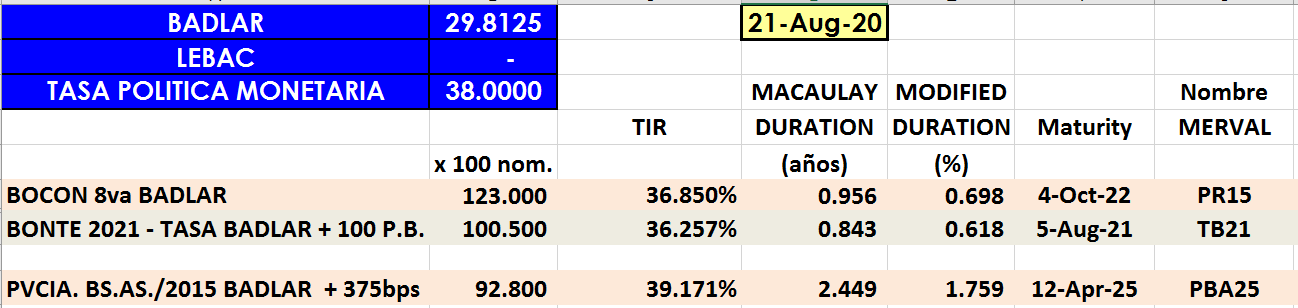 BADLAR 29.8125 21-Aug-20
LEBAC -
TASA POLITICA MONETARIA 38.0000 MACAULAY MODIFIED Nombre
TIR DURATION DURATION Maturity MERVAL
x 100 nom. (años) (%)
BOCON 8va BADLAR 123.000 36.850% 0.956 0.698 4-Oct-22 PR15
BONTE 2021 - TASA BADLAR + 100 P.B. 100.500 36.257% 0.843 0.618 5-Aug-21 TB21
PVCIA. BS.AS./2015 BADLAR + 375bps 92.800 39.171% 2.449 1.759 12-Apr-25 PBA25